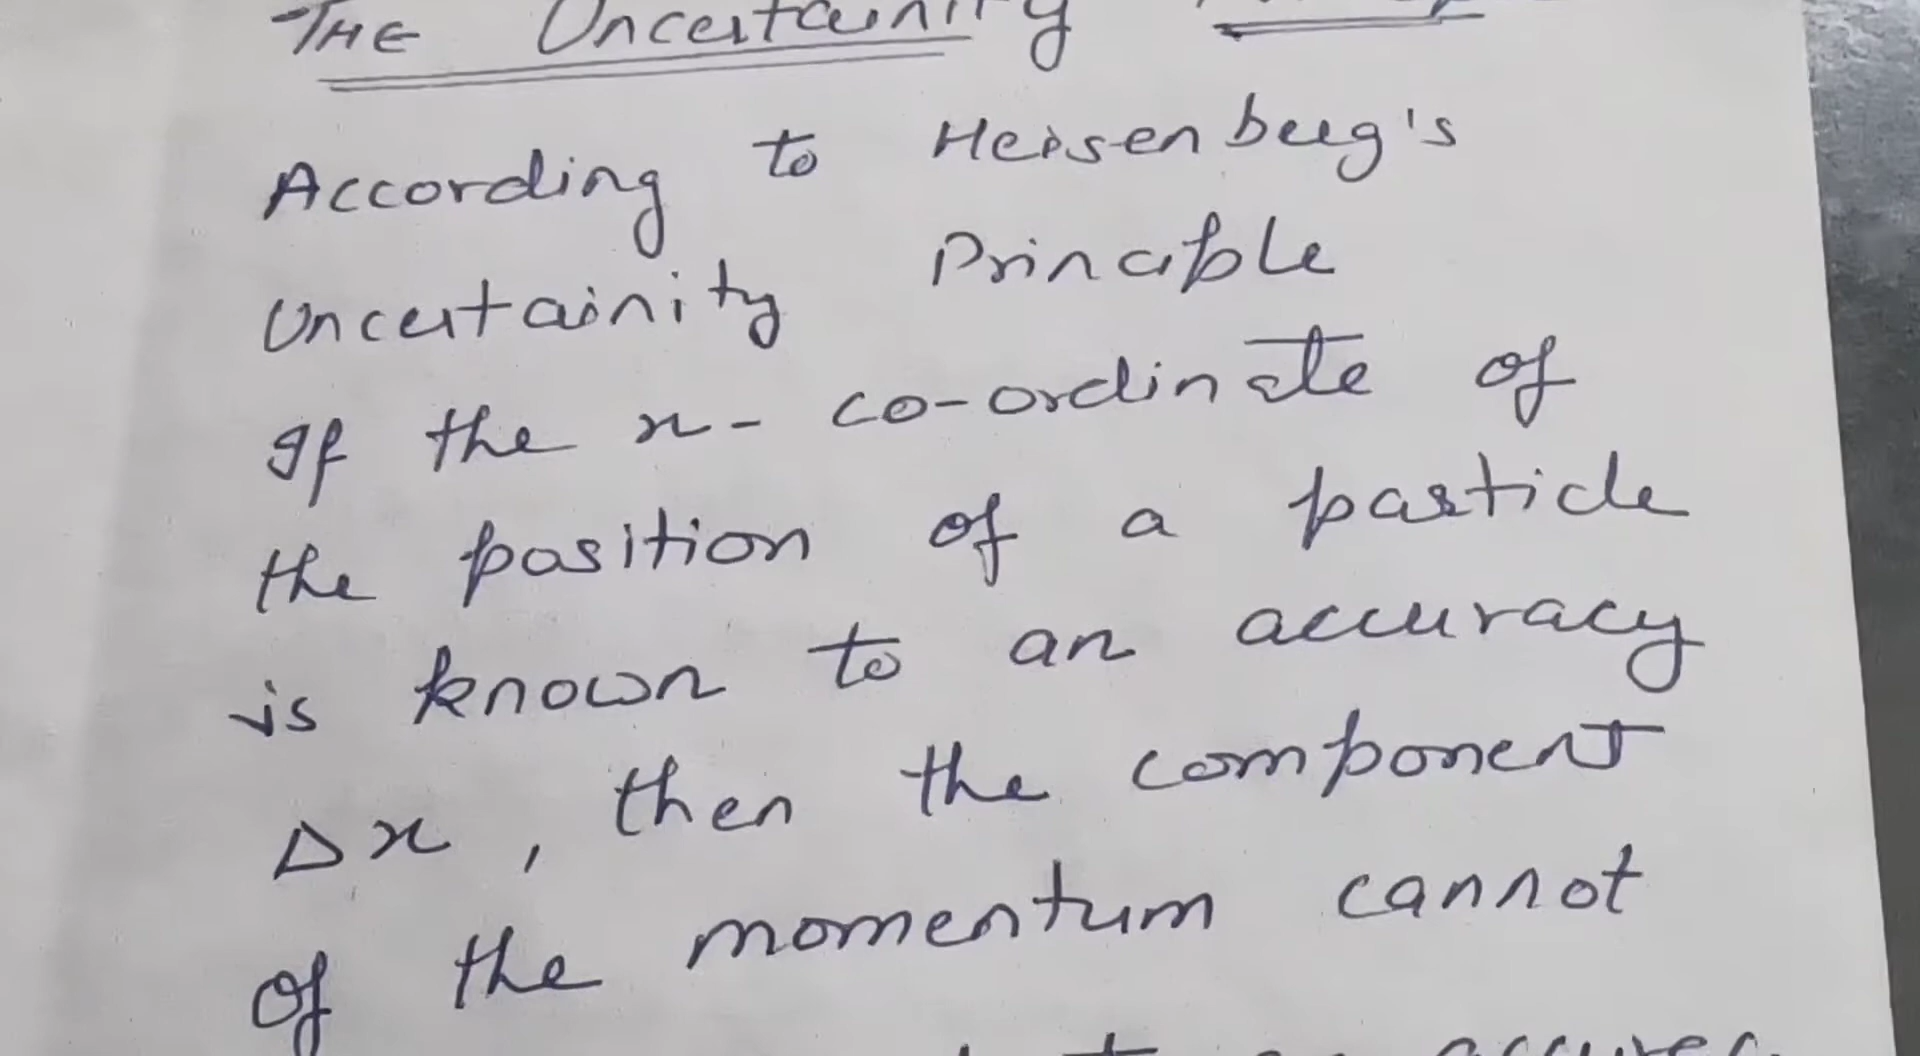 THE Uncertainity
According to Heisenberg's
Uncertainity Principle
If the x- co-ordinate of
the position of a particle
is known to an accuracy
Δx, then the component
of the momentum cannot